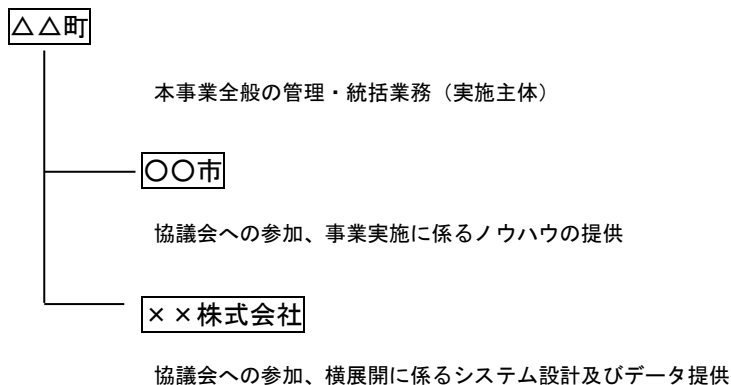 △△町
本事業全般の管理・統括業務（実施主体）
○○市
協議会への参加、事業実施に係るノウハウの提供
××株式会社
協議会への参加、横展開に係るシステム設計及びデータ提供